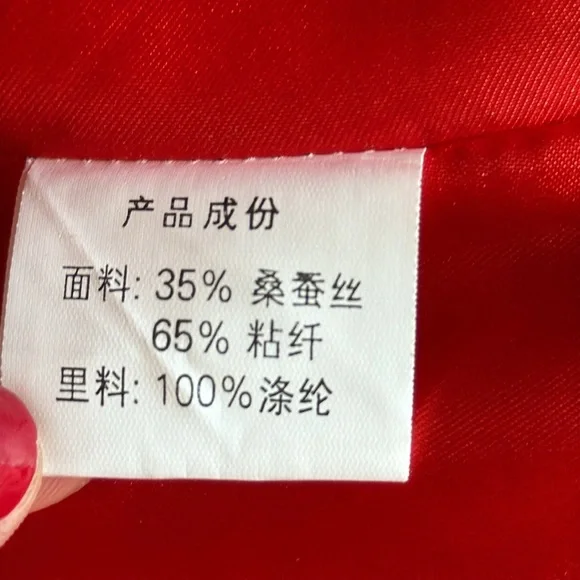 产品成份
面料: 35% 桑蚕丝
65% 粘纤
里料: 100%涤纶